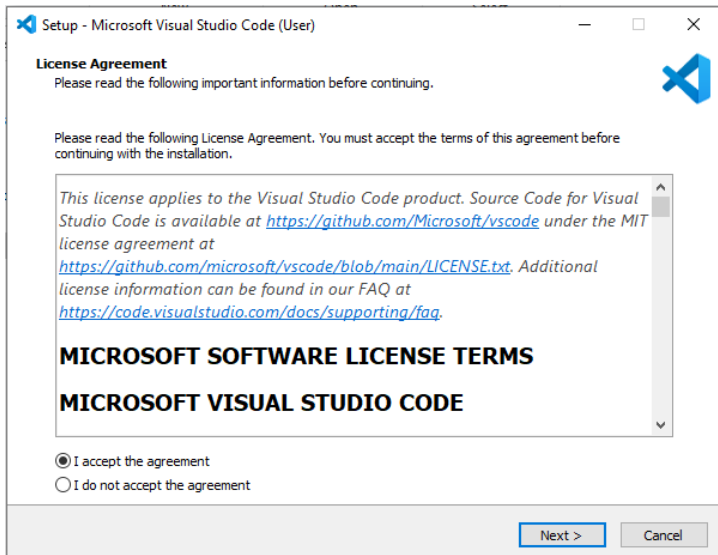 Setup - Microsoft Visual Studio Code (User)
License Agreement
Please read the following important information before continuing.
Please read the following License Agreement. You must accept the terms of this agreement before
continuing with the installation.
This license applies to the Visual Studio Code product. Source Code for Visual
Studio Code is available at https://github.com/Microsoft/vscode under the MIT
license agreement at
https://github.com/microsoft/vscode/blob/main/LICENSE.txt. Additional
license information can be found in our FAQ at
https://code.visualstudio.com/docs/supporting/faq.
MICROSOFT SOFTWARE LICENSE TERMS
MICROSOFT VISUAL STUDIO CODE
I accept the agreement
I do not accept the agreement
Next >
Cancel